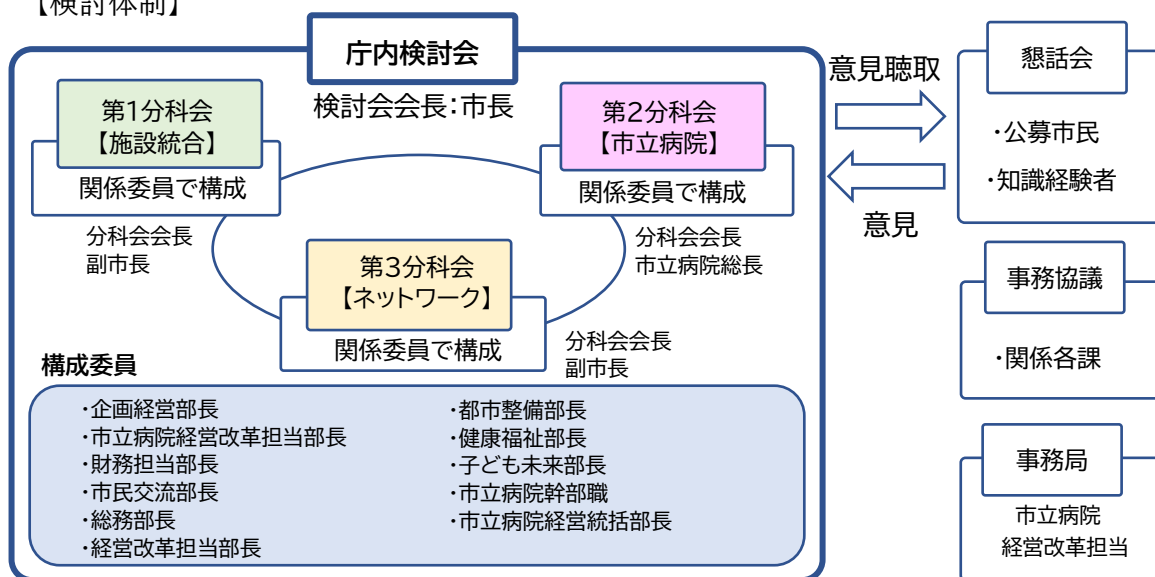 【検討体制】
庁内検討会
検討会会長:市長
第1分科会
【施設統合】
関係委員で構成
分科会会長
副市長
第2分科会
【市立病院】
関係委員で構成
分科会会長
市立病院総長
第3分科会
【ネットワーク】
関係委員で構成
分科会会長
副市長
構成委員
・企画経営部長
・市立病院経営改革担当部長
・財務担当部長
・市民交流部長
・総務部長
・経営改革担当部長
・都市整備部長
・健康福祉部長
・子ども未来部長
・市立病院幹部職
・市立病院経営統括部長
意見聴取
意見
懇話会
・公募市民
・知識経験者
事務協議
・関係各課
事務局
市立病院
経営改革担当